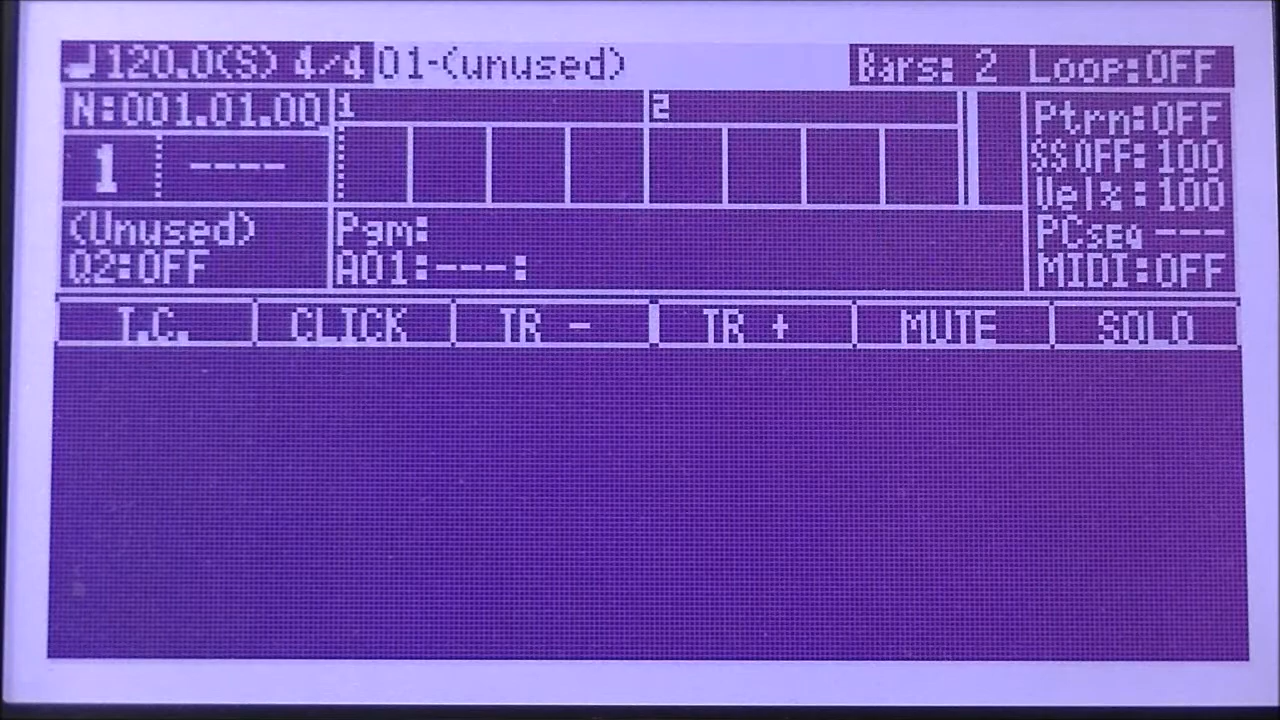 ♩120.0(S) 4/4 01-(unused) Bars: 2 Loop:OFF
N:001.01.00 1 2
Ptrn:OFF
1 ----
SS OFF:100
Vel%:100
(Unused) Pgm:
PCSEQ ---
Q2:OFF A01:---:
MIDI:OFF
T.C. CLICK TR - TR + MUTE SOLO